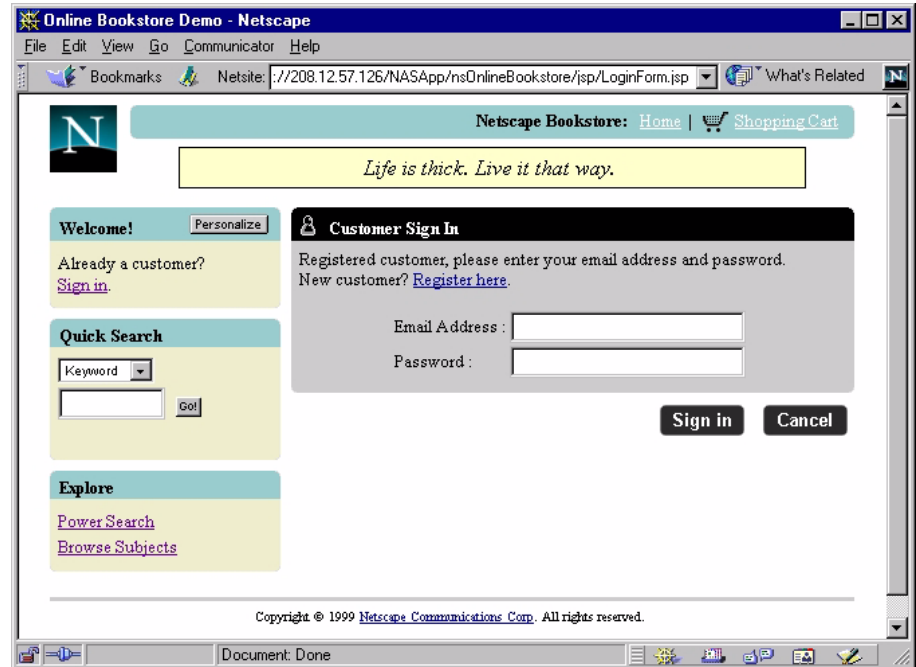 Online Bookstore Demo - Netscape
File Edit View Go Communicator Help
Bookmarks Netsite: ://208.12.57.126/NASApp/nsOnlineBookstore/jsp/LoginForm.jsp What's Related N
N
Netscape Bookstore: Home | Shopping Cart
Life is thick. Live it that way.
Welcome! Personalize
Already a customer?
Sign in.
Quick Search
Keyword
Go!
Explore
Power Search
Browse Subjects
Customer Sign In
Registered customer, please enter your email address and password.
New customer? Register here.
Email Address :
Password :
Sign in Cancel
Copyright © 1999 Netscape Communications Corp. All rights reserved.
Document: Done